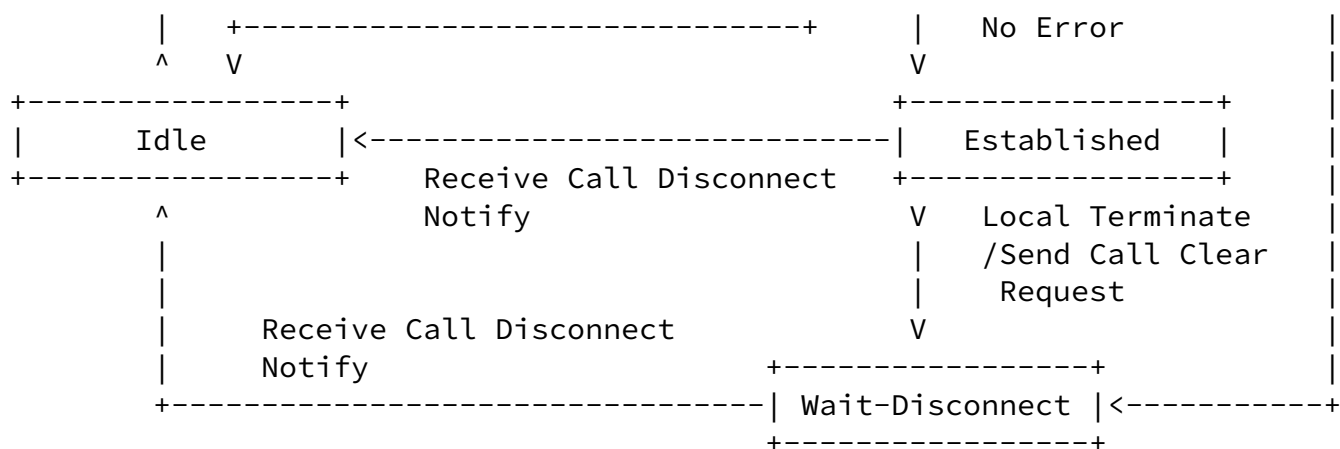 No Error
Idle
Established
Receive Call Disconnect
Notify
Local Terminate
/Send Call Clear
Request
Receive Call Disconnect
Notify
Wait-Disconnect